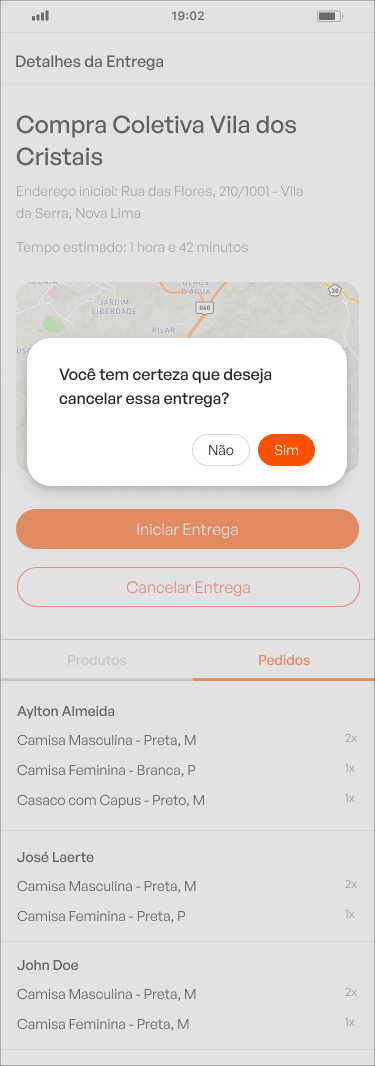 19:02
Detalhes da Entrega
Compra Coletiva Vila dos
Cristais
Endereço inicial: Rua das Flores, 210/1001 - Vila
da Serra, Nova Lima
Tempo estimado: 1 hora e 42 minutos
D'ÁGUA
30
JARDIM
LIBERDADE
040
PILAR
Você tem certeza que deseja
cancelar essa entrega?
Não
Sim
Iniciar Entrega
Cancelar Entrega
Produtos
Pedidos
Aylton Almeida
Camisa Masculina - Preta, M
2x
Camisa Feminina - Branca, P
1x
Casaco com Capus - Preto, M
1x
José Laerte
Camisa Masculina - Preta, M
2x
Camisa Feminina - Preta, P
1x
John Doe
Camisa Masculina - Preta, M
2x
Camisa Feminina - Preta, M
1x